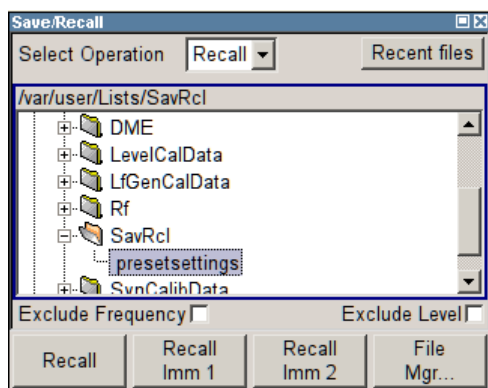 Save/Recall
Select Operation Recall Recent files
/var/user/Lists/SavRcl
DME
LevelCalData
LfGenCalData
Rf
SavRcl
presetsettings
SynCalibData
Exclude Frequency Exclude Level
Recall Recall Imm 1 Recall Imm 2 File Mgr...